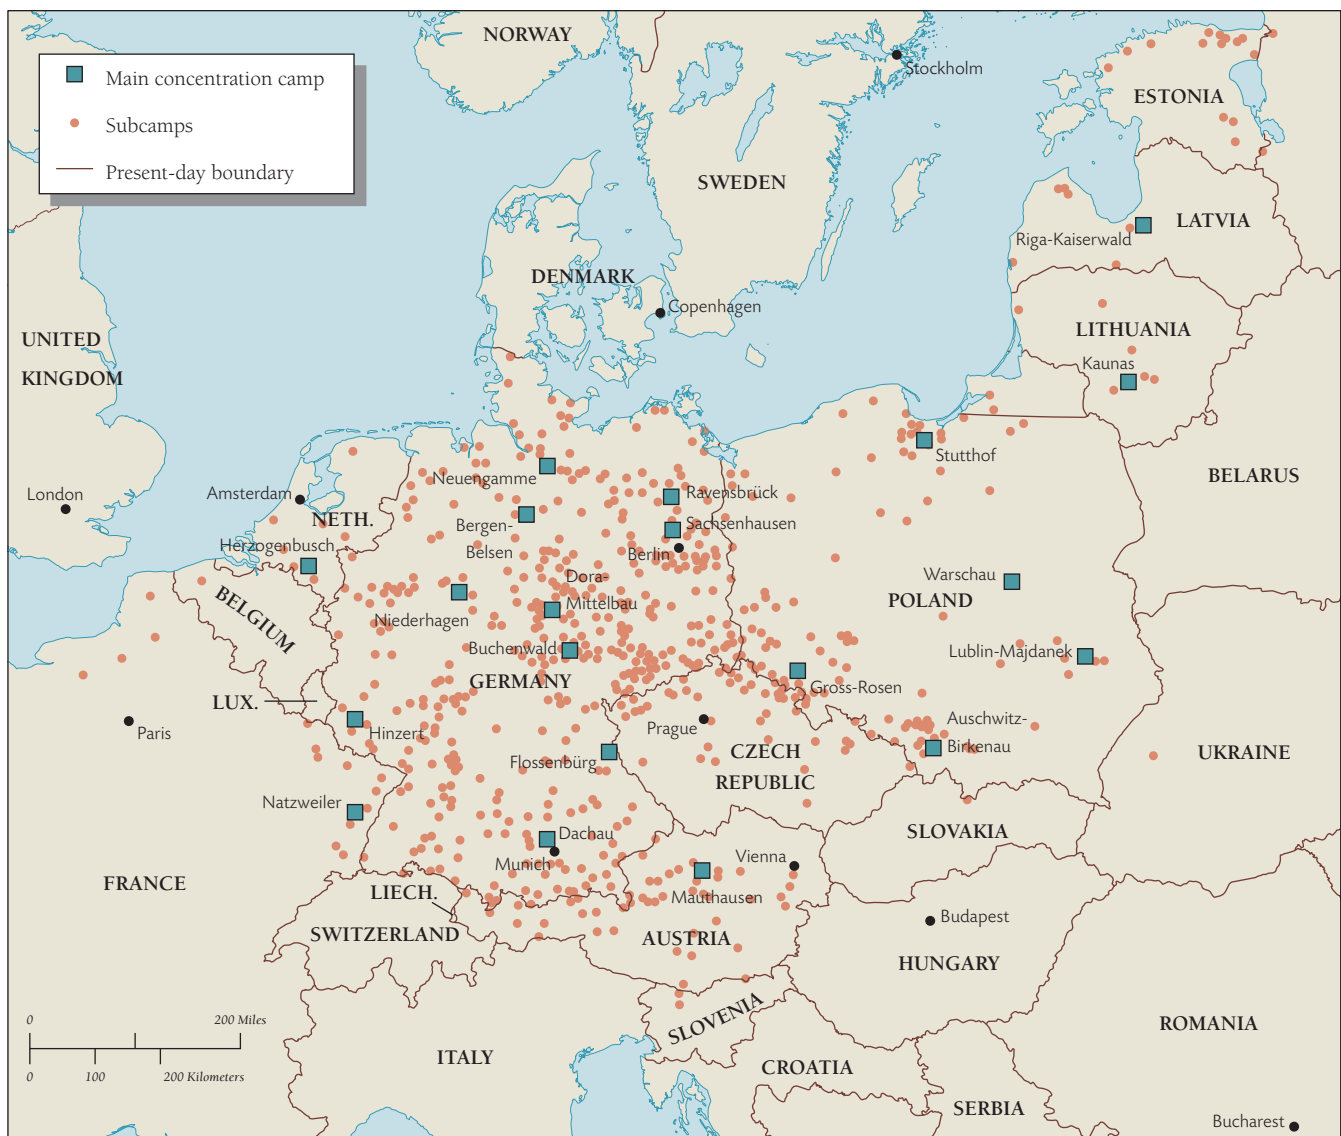 Main concentration camp
Subcamps
Present-day boundary
NORWAY
Stockholm
ESTONIA
SWEDEN
LATVIA
Riga-Kaiserwald
DENMARK
Copenhagen
LITHUANIA
Kaunas
UNITED
KINGDOM
London
Amsterdam
NETH.
Herzogenbusch
Neuengamme
Bergen-
Belsen
Ravensbrück
Sachsenhausen
Berlin
Stutthof
BELARUS
BELGIUM
Niederhagen
Dora-
Mittelbau
Buchenwald
GERMANY
Warschau
POLAND
Lublin-Majdanek
Gross-Rosen
LUX.
Paris
Hinzert
Flossenbürg
Prague
CZECH
REPUBLIC
Auschwitz-
Birkenau
UKRAINE
Natzweiler
Dachau
Munich
Vienna
Mauthausen
SLOVAKIA
FRANCE
LIECH.
SWITZERLAND
AUSTRIA
Budapest
HUNGARY
SLOVENIA
ROMANIA
ITALY
CROATIA
SERBIA
Bucharest
0
200 Miles
0
100
200 Kilometers